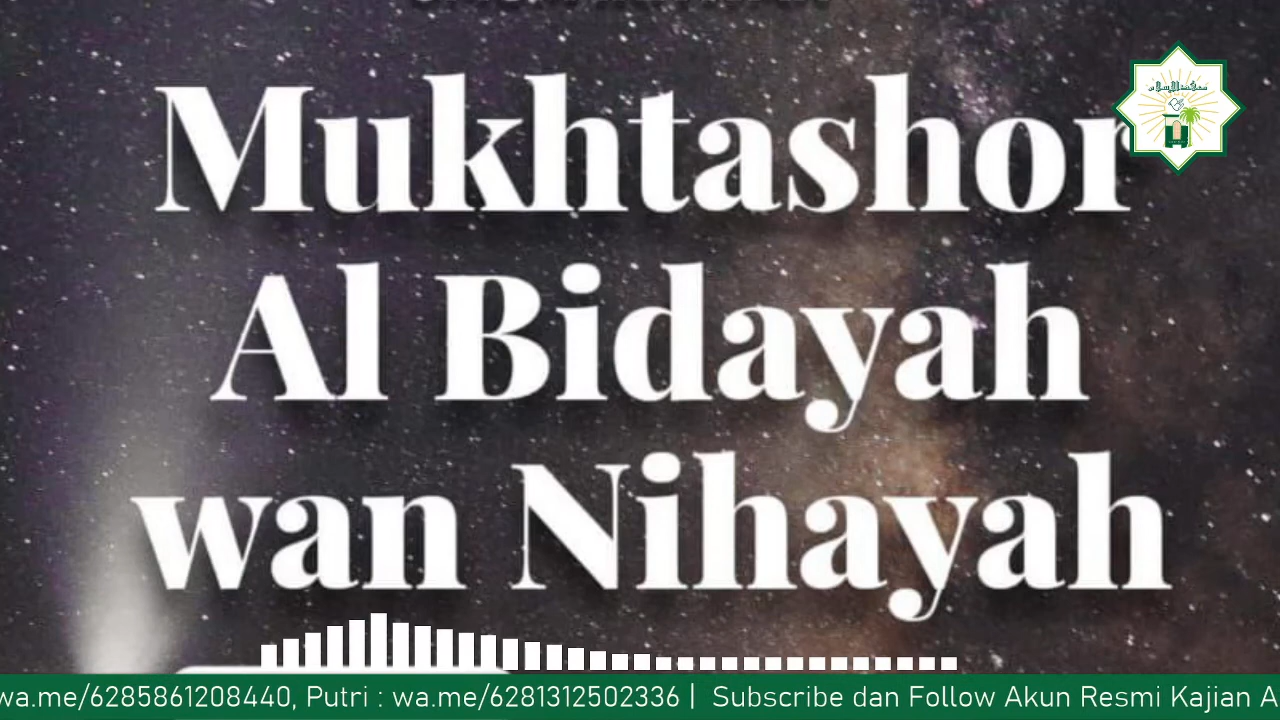 Mukhtashor
Al Bidayah
wan Nihayah
wa.me/6285861208440, Putri : wa.me/6281312502336 | Subscribe dan Follow Akun Resmi Kajian A